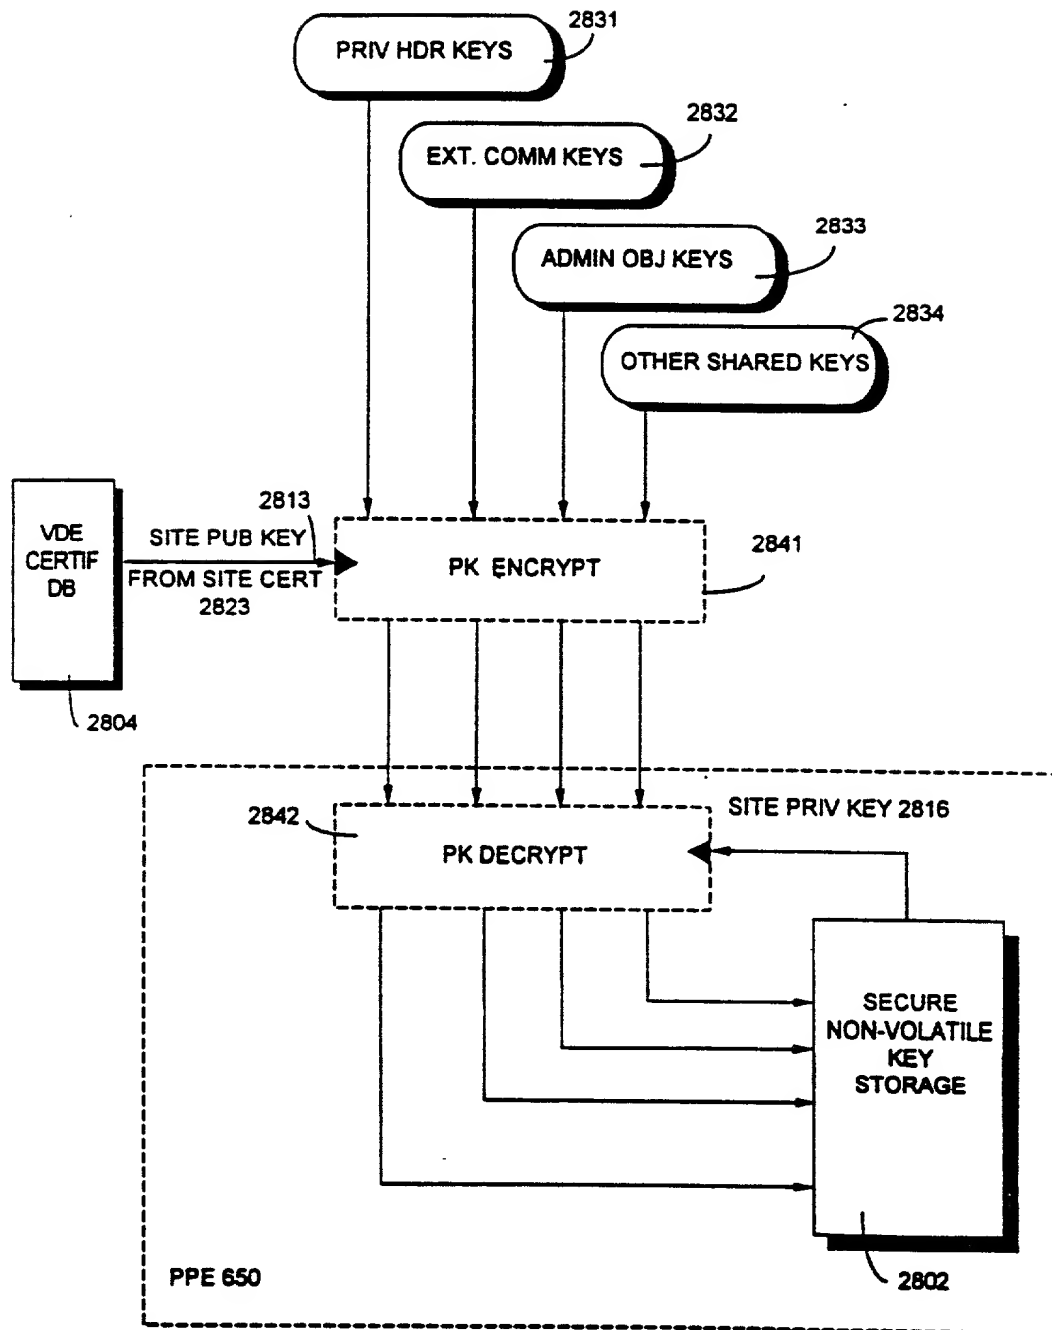 2831
PRIV HDR KEYS
2832
EXT. COMM KEYS
2833
ADMIN OBJ KEYS
2834
OTHER SHARED KEYS
VDE
CERTIF
DB
2804
2813
SITE PUB KEY
FROM SITE CERT
2823
PK ENCRYPT
2841
2842
PK DECRYPT
SITE PRIV KEY 2816
SECURE
NON-VOLATILE
KEY
STORAGE
2802
PPE 650